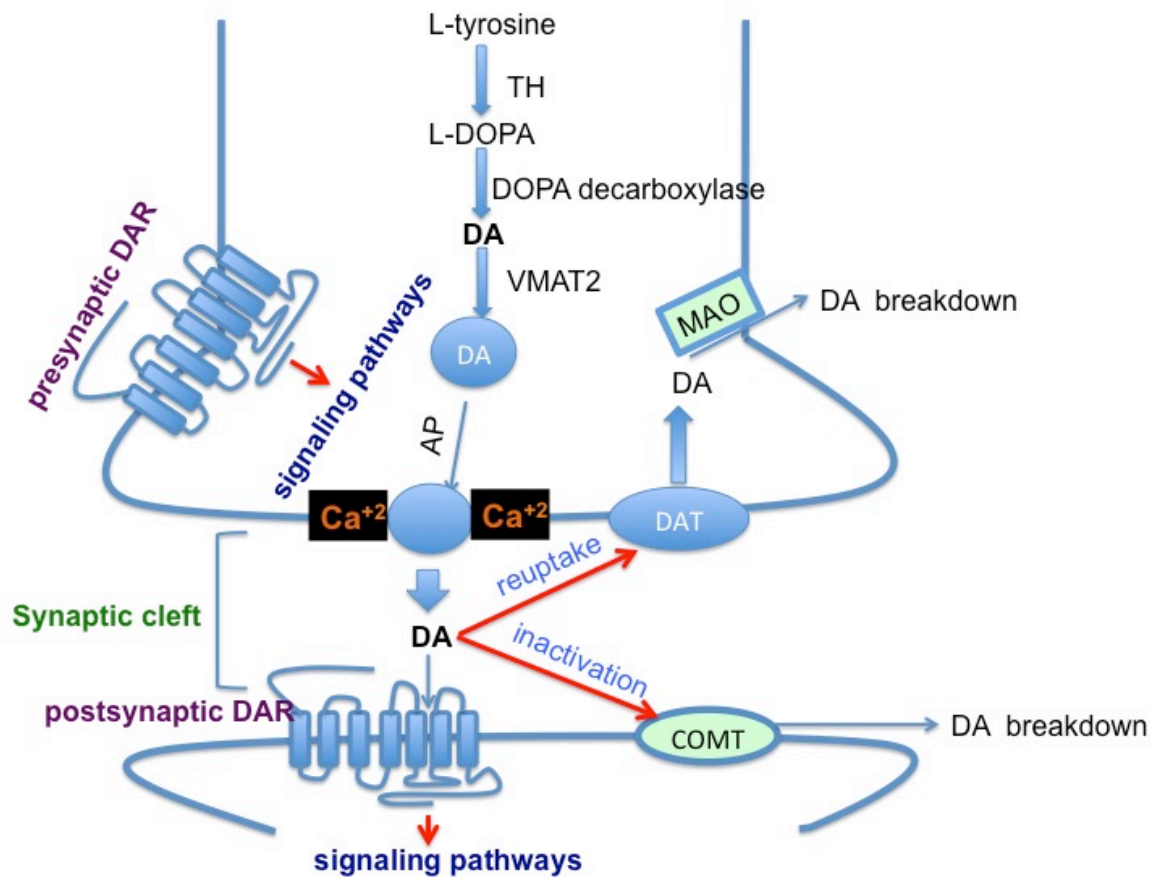 L-tyrosine
TH
L-DOPA
DOPA decarboxylase
DA
VMAT2
DA
AP
presynaptic DAR
signaling pathways
MAO
DA breakdown
DA
Ca+2
Ca+2
DAT
Synaptic cleft
reuptake
DA
inactivation
postsynaptic DAR
COMT
DA breakdown
signaling pathways